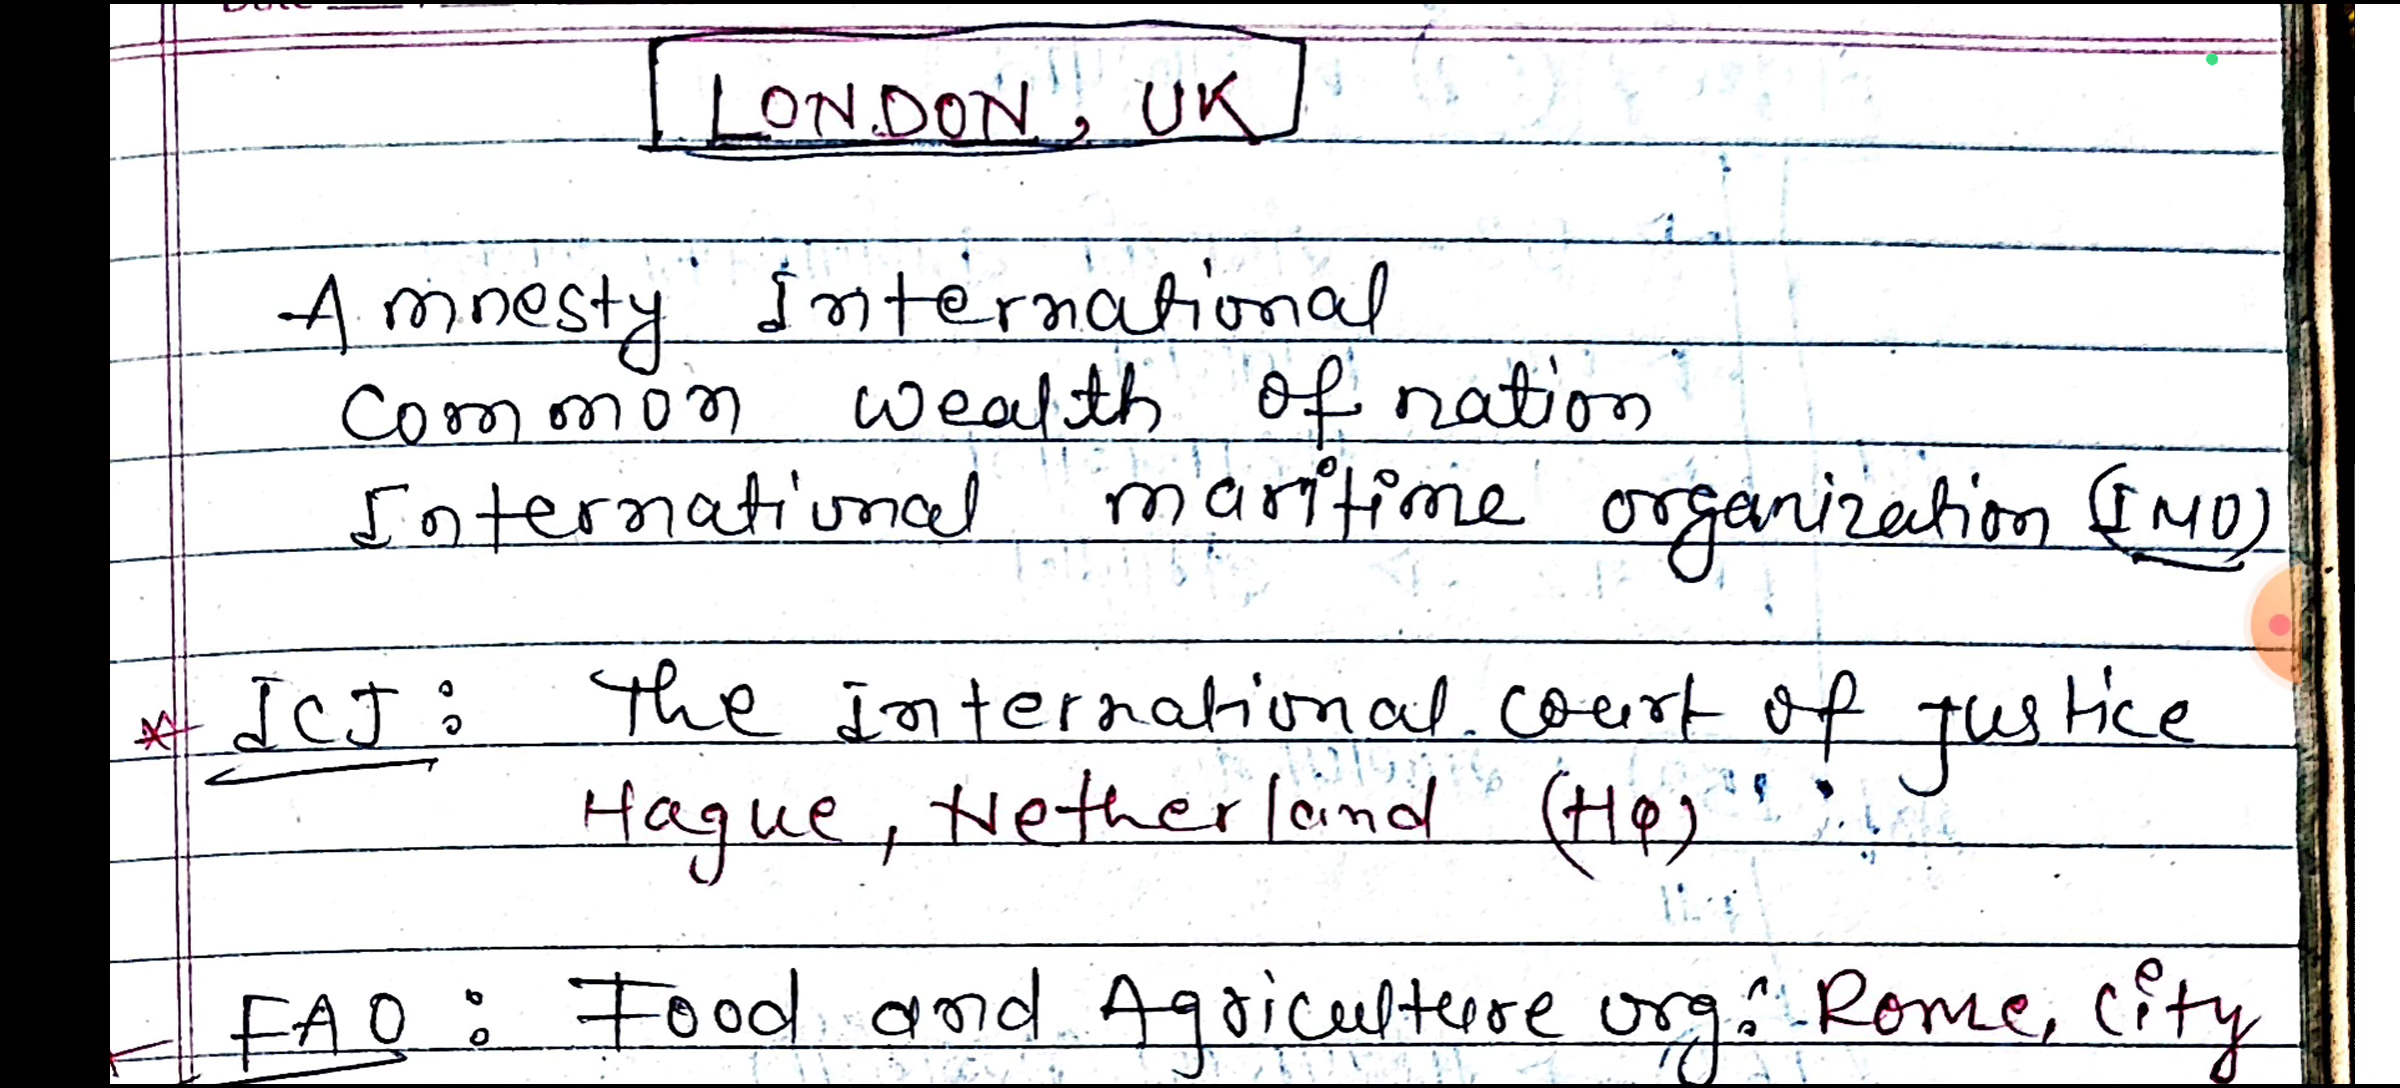 LONDON, UK
Amnesty International
Common wealth of nation
International maritime organization (IMO)
ICJ : The International court of justice
Hague, Netherland (HQ)
FAO : Food and Agriculture org : Rome, City